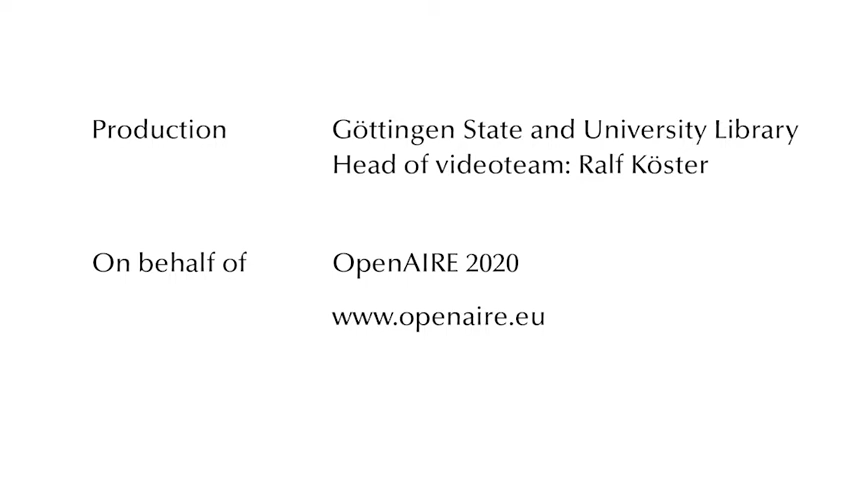 Production Göttingen State and University Library
Head of videoteam: Ralf Köster
On behalf of OpenAIRE 2020
www.openaire.eu